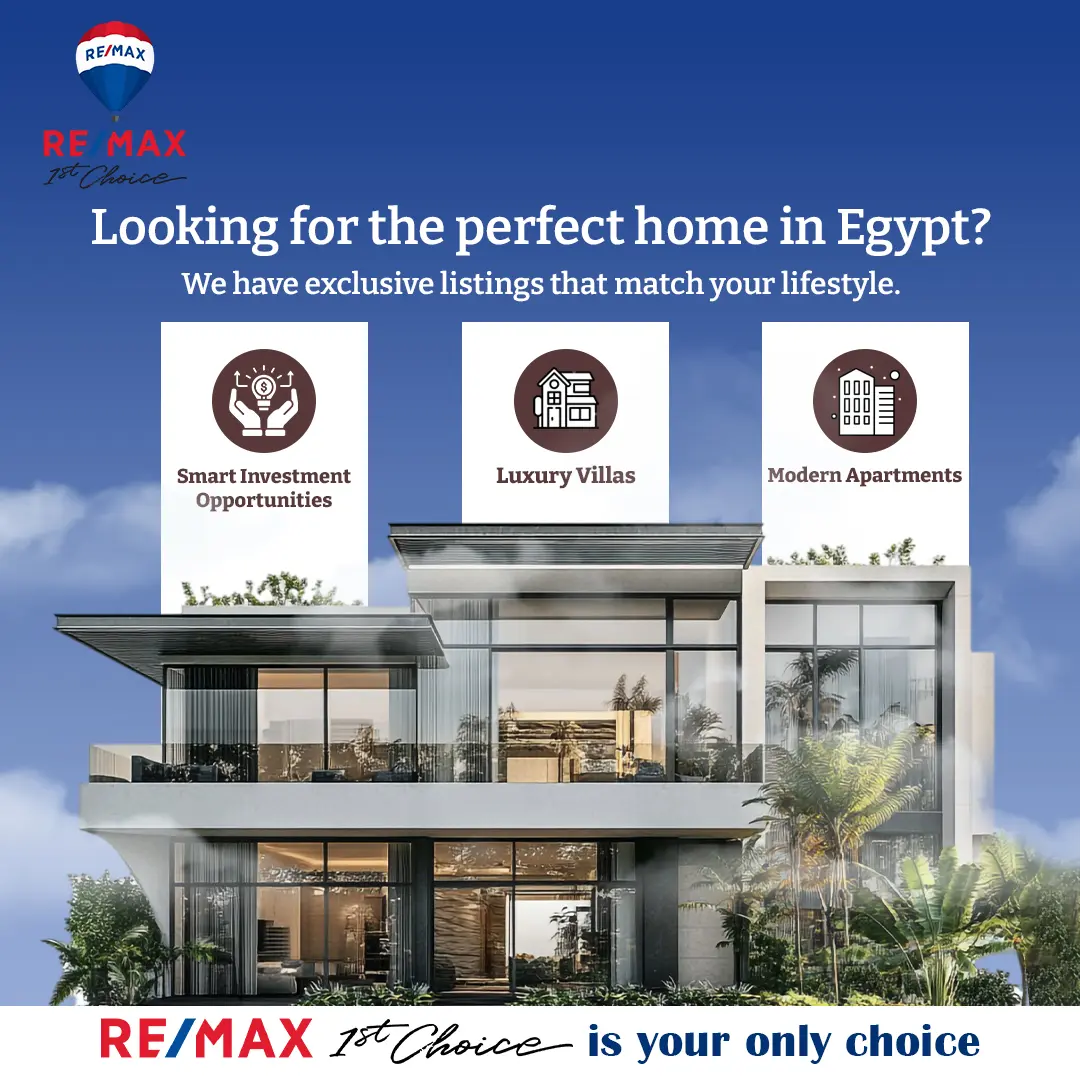 RE/MAX
RE/MAX
1st Choice
Looking for the perfect home in Egypt?
We have exclusive listings that match your lifestyle.
$
Smart Investment
Opportunities
Luxury Villas
Modern Apartments
RE/MAX 1st Choice is your only choice